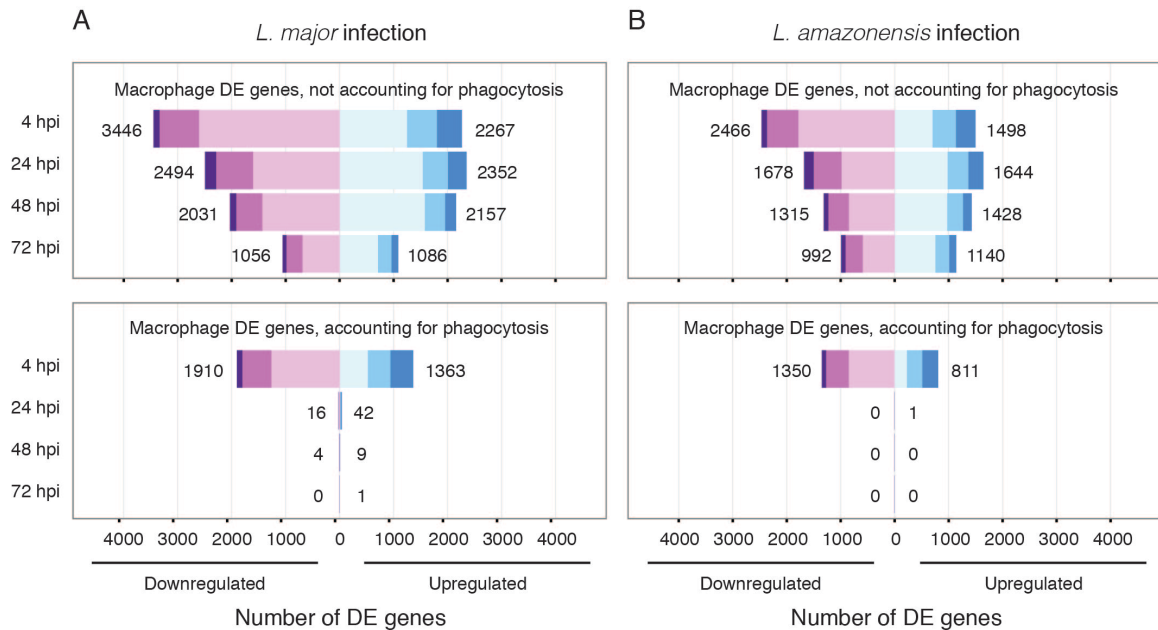 A
L. major infection
Macrophage DE genes, not accounting for phagocytosis
4 hpi
3446
2267
24 hpi
2494
2352
48 hpi
2031
2157
72 hpi
1056
1086
Macrophage DE genes, accounting for phagocytosis
4 hpi
1910
1363
24 hpi
16
42
48 hpi
4
9
72 hpi
0
1
4000 3000 2000 1000 0 1000 2000 3000 4000
Downregulated
Upregulated
Number of DE genes
B
L. amazonensis infection
Macrophage DE genes, not accounting for phagocytosis
2466
1498
1678
1644
1315
1428
992
1140
Macrophage DE genes, accounting for phagocytosis
1350
811
0
1
0
0
0
0
4000 3000 2000 1000 0 1000 2000 3000 4000
Downregulated
Upregulated
Number of DE genes